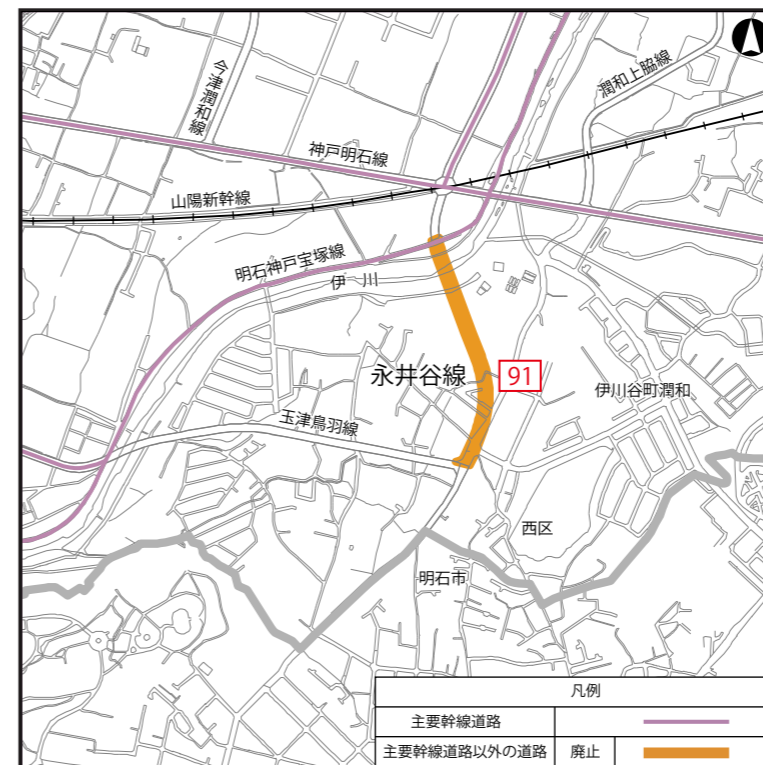 今津潤和線
潤和上脇線
神戸明石線
山陽新幹線
明石神戸宝塚線
伊 川
永井谷線 91
伊川谷町潤和
玉津鳥羽線
西区
明石市
凡例
主要幹線道路
主要幹線道路以外の道路 廃止